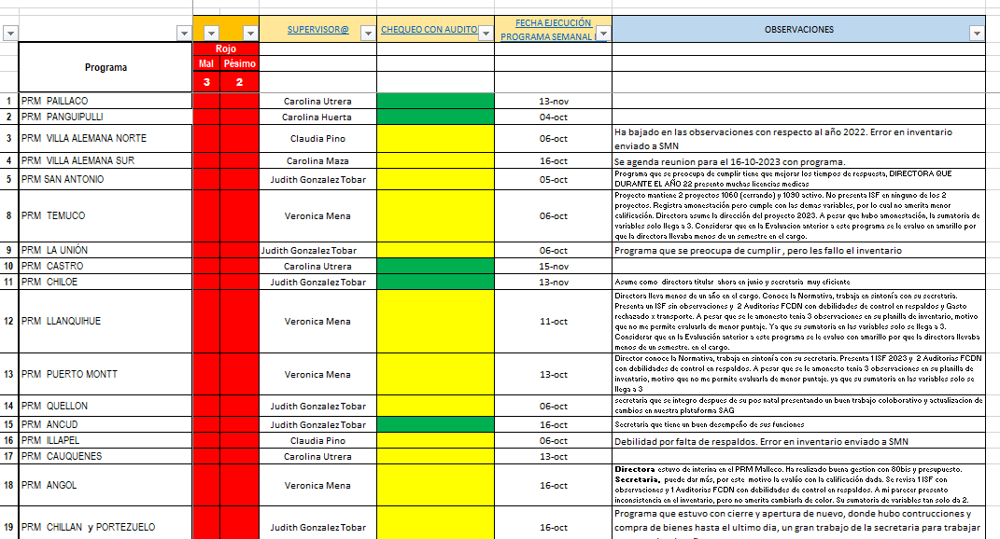 SUPERVISOR@ CHEQUEO CON AUDITO FECHA EJECUCIÓN PROGRAMA SEMANAL OBSERVACIONES
Programa
Rojo
Mal Pésimo
3 2
1 PRM PAILLACO Carolina Utrera 13-nov
2 PRM PANGUIPULLI Carolina Huerta 04-oct
3 PRM VILLA ALEMANA NORTE Claudia Pino 06-oct
Ha bajado en las observaciones con respecto al año 2022. Error en inventario
enviado a SMN
4 PRM VILLA ALEMANA SUR Carolina Maza 16-oct Se agenda reunion para el 16-10-2023 con programa.
5 PRM SAN ANTONIO Judith Gonzalez Tobar 05-oct
Programa que se preocupa de cumplir tiene que mejorar los tiempos de respuesta, DIRECTORA QUE
DURANTE EL AÑO 22 presento muchas licencias medicas
8 PRM TEMUCO Veronica Mena 06-oct
Proyecto mantiene 2 proyectos 1060 (cerrando) y 1090 activo. No presenta ISF en ninguno de los 2
proyectos. Registra amonestación pero cumple con las demas variables, por lo cual no amerita menor
calificación. Directora asume la dirección del proyecto 2023. A pesar que hubo amonestación, la sumatoria de
variables solo llega a 3. Considerar que en la Evaluacion anterior a este programa se le evaluo en amarillo por
que la directora llevaba menos de un semestre en el cargo.
9 PRM LA UNIÓN Judith Gonzalez Tobar 06-oct Programa que se preocupa de cumplir , pero les fallo el inventario
10 PRM CASTRO Carolina Utrera 15-nov
11 PRM CHILOE Judith Gonzalez Tobar 13-nov Asume como directora titular ahora en junio y secretaria muy eficiente
12 PRM LLANQUIHUE Veronica Mena 11-oct
Directora lleva menos de un año en el cargo. Conoce la Normativa, trabaja en sintonía con su secretaria.
Presenta un ISF sin observaciones y 2 Auditorias FCDN con debilidades de control en respaldos y Gasto
rechazado x transporte. A pesar que se le amonesto tenia 3 observaciones en su planilla de inventario, motivo
que no me permite evaluarla de menor puntaje. Ya que su sumatoria en las variables solo se llega a 3.
Considerar que en la Evaluación anterior a este programa se le evaluo con amarillo por que la directora llevaba
menos de un semestre. en el cargo.
13 PRM PUERTO MONTT Veronica Mena 13-oct
Director conoce la Normativa, trabaja en sintonía con su secretaria. Presenta 1 ISF 2023 y 2 Auditorias FCDN
con debilidades de control en respaldos. A pesar que se le amonesto tenia 3 observaciones en su planilla de
inventario, motivo que no me permite evaluarla de menor puntaje. ya que su sumatoria en las variables solo se
llega a 3
14 PRM QUELLON Judith Gonzalez Tobar 06-oct
secretaria que se integro despues de su pos natal presentando un buen trabajo coloborativo y actualizacion de
cambios en nuestra plataforma SAG
15 PRM ANCUD Judith Gonzalez Tobar 16-oct Secretaria que tiene un buen desempeño de sus funciones
16 PRM ILLAPEL Claudia Pino 06-oct Debilidad por falta de respaldos. Error en inventario enviado a SMN
17 PRM CAUQUENES Carolina Utrera 13-oct
18 PRM ANGOL Veronica Mena 16-oct
Directora estuvo de interina en el PRM Malleco. Ha realizado buena gestion con 80bis y presupuesto.
Secretaria, puede dar más, por este motivo la evalúo con la calificación dada. Se revisa 1 ISF con
observaciones y 1 Auditorias FCDN con debilidades de control en respaldos. A mi parecer presento
inconsistencia en el inventario, pero no amerita cambiarla de color. Su sumatoria de variables tan solo da 2.
19 PRM CHILLAN y PORTEZUELO Judith Gonzalez Tobar 16-oct
Programa que estuvo con cierre y apertura de nuevo, donde hubo contrucciones y
compra de bienes hasta el ultimo dia, un gran trabajo de la secretaria para trabajar